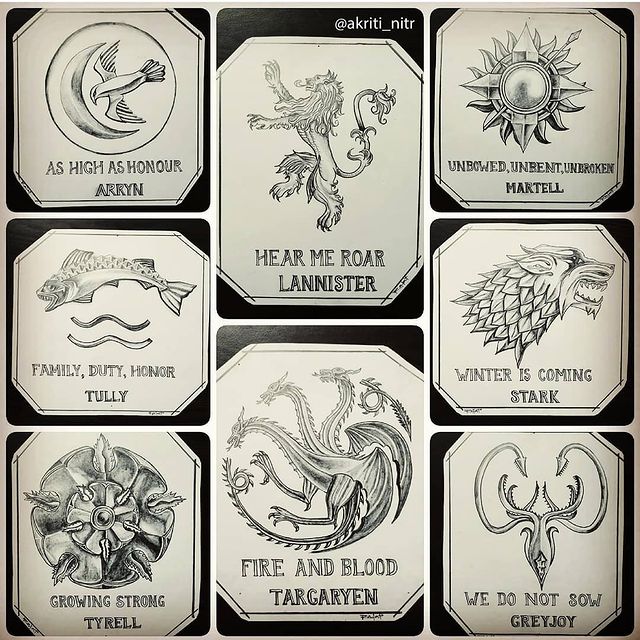 @akriti_nitr
AS HIGH AS HONOUR
ARRYN
HEAR ME ROAR
LANNISTER
UNBOWED, UNBENT, UNBROKEN
MARTELL
FAMILY, DUTY, HONOR
TULLY
WINTER IS COMING
STARK
GROWING STRONG
TYRELL
FIRE AND BLOOD
TARGARYEN
WE DO NOT SOW
GREYJOY